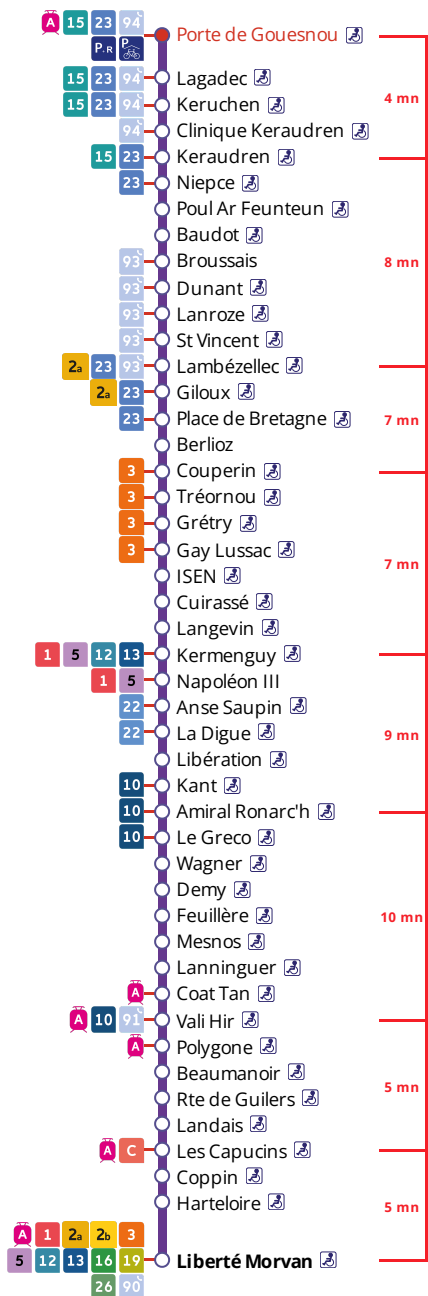 A 15 23 94 Porte de Gouesnou
P+R P
15 23 94 Lagadec
15 23 94 Keruchen
4 mn
94 Clinique Keraudren
15 23 Keraudren
23 Niepce
Poul Ar Feunteun
Baudot
93 Broussais
8 mn
93 Dunant
93 Lanroze
93 St Vincent
2a 23 93 Lambézellec
2a 23 Giloux
23 Place de Bretagne
7 mn
Berlioz
3 Couperin
3 Tréornou
3 Grétry
3 Gay Lussac
7 mn
ISEN
Cuirassé
Langevin
1 5 12 13 Kermenguy
1 5 Napoléon III
22 Anse Saupin
22 La Digue
9 mn
Libération
10 Kant
10 Amiral Ronarc'h
10 Le Greco
Wagner
Demy
Feuillère
10 mn
Mesnos
Lanninguer
A Coat Tan
A 10 91 Vali Hir
A Polygone
Beaumanoir
5 mn
Rte de Guilers
Landais
A C Les Capucins
Coppin
Harteloire
5 mn
A 1 2a 2b 3
5 12 13 16 19 Liberté Morvan
26 90